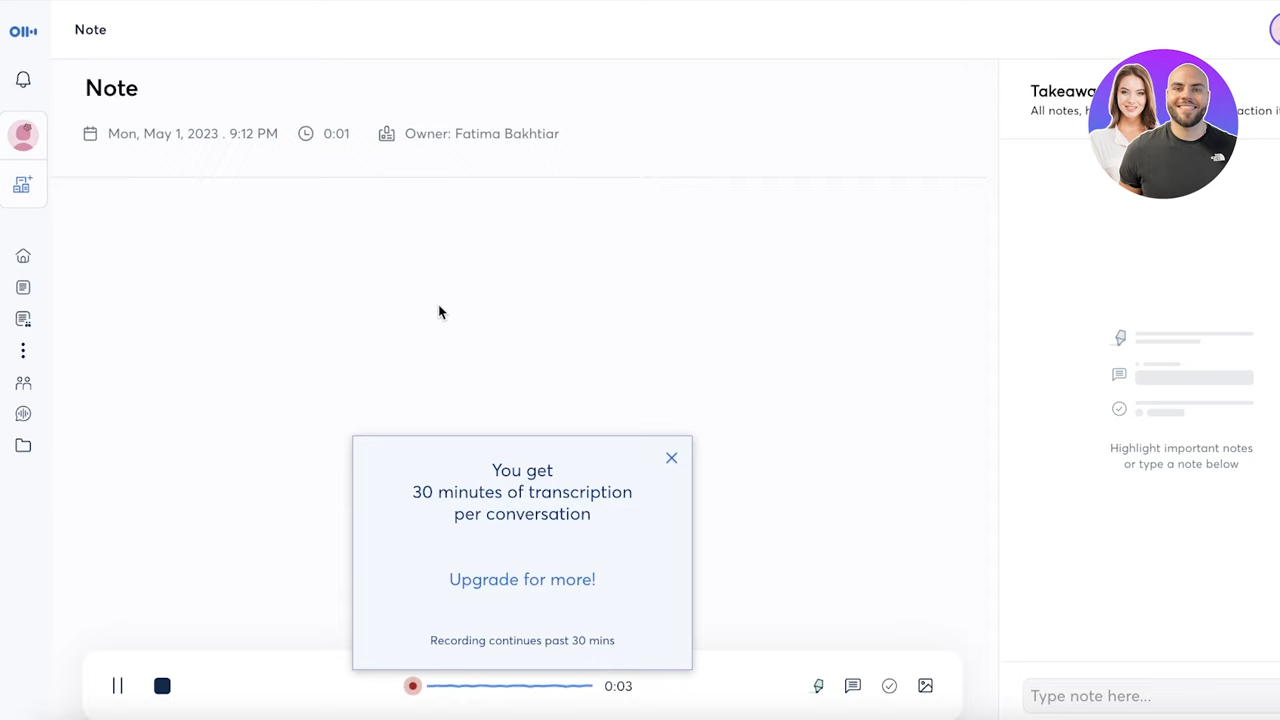 Note
Note
Mon, May 1, 2023 . 9:12 PM 0:01 Owner: Fatima Bakhtiar
All notes,
action
You get
30 minutes of transcription
per conversation
Upgrade for more!
Recording continues past 30 mins
0:03
Highlight important notes
or type a note below
Type note here...